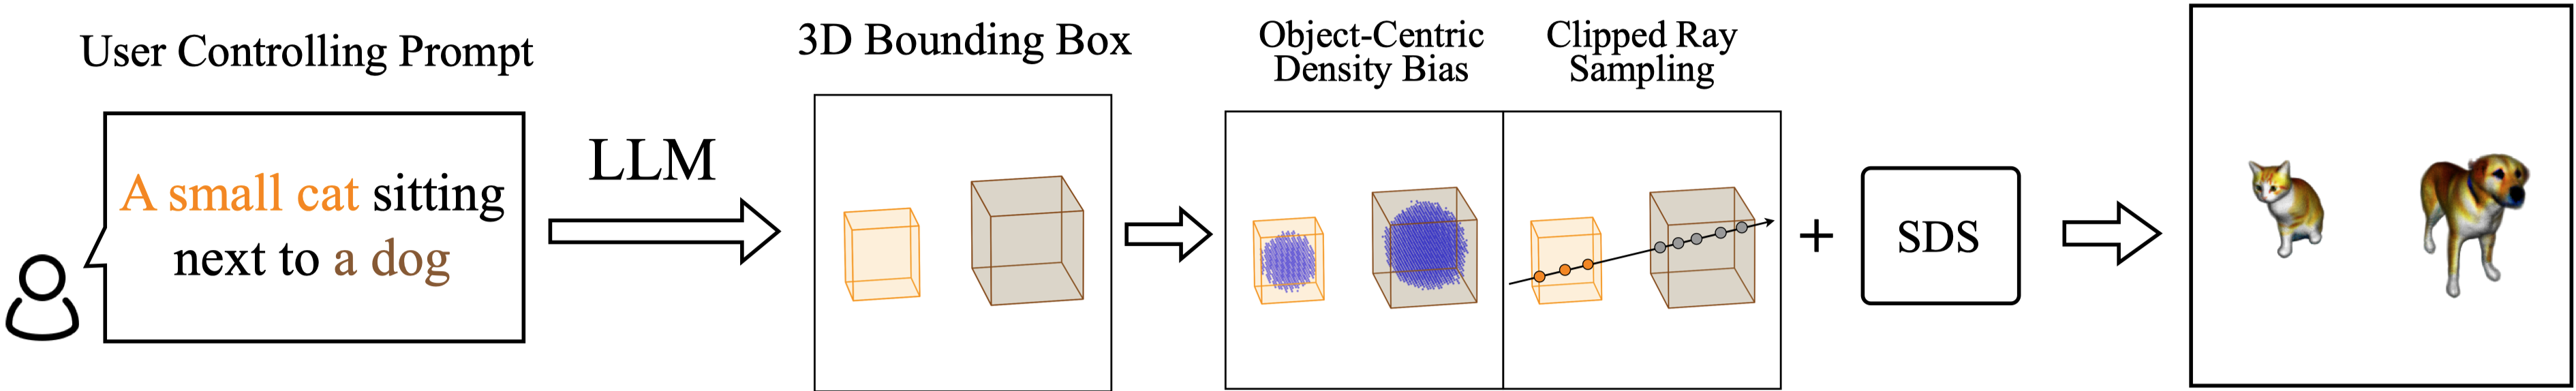 User Controlling Prompt
A small cat sitting
next to a dog
LLM
3D Bounding Box
Object-Centric
Density Bias
Clipped Ray
Sampling
+
SDS